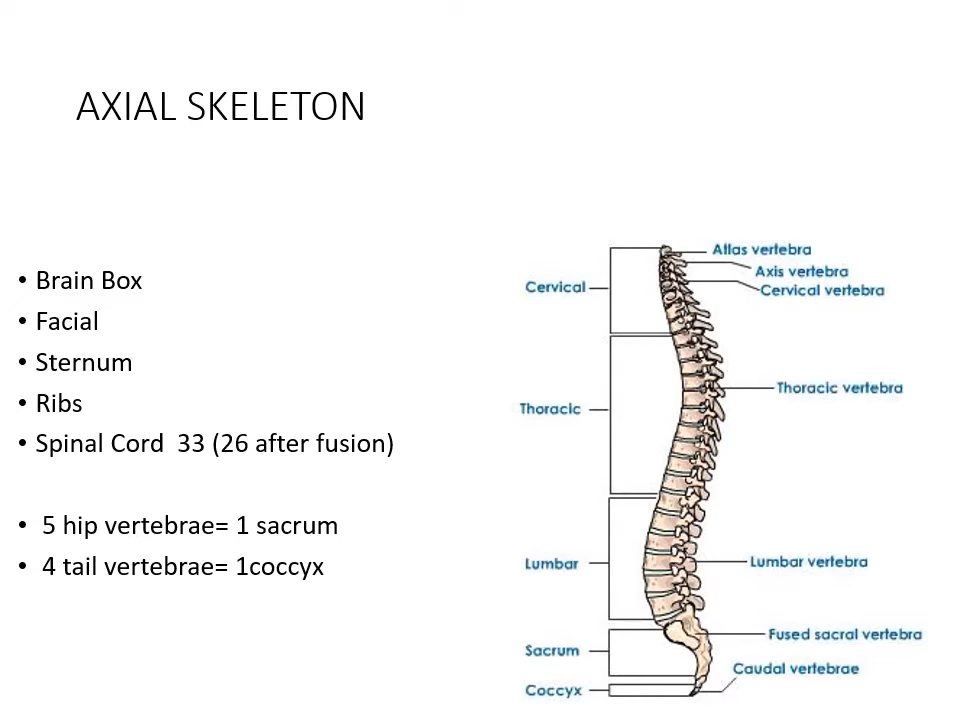 AXIAL SKELETON
• Brain Box
• Facial
• Sternum
• Ribs
• Spinal Cord 33 (26 after fusion)
• 5 hip vertebrae= 1 sacrum
• 4 tail vertebrae= 1coccyx
Atlas vertebra
Axis vertebra
Cervical
Cervical vertebra
Thoracic vertebra
Thoracic
Lumbar
Lumbar vertebra
Fused sacral vertebra
Sacrum
Caudal vertebrae
Coccyx